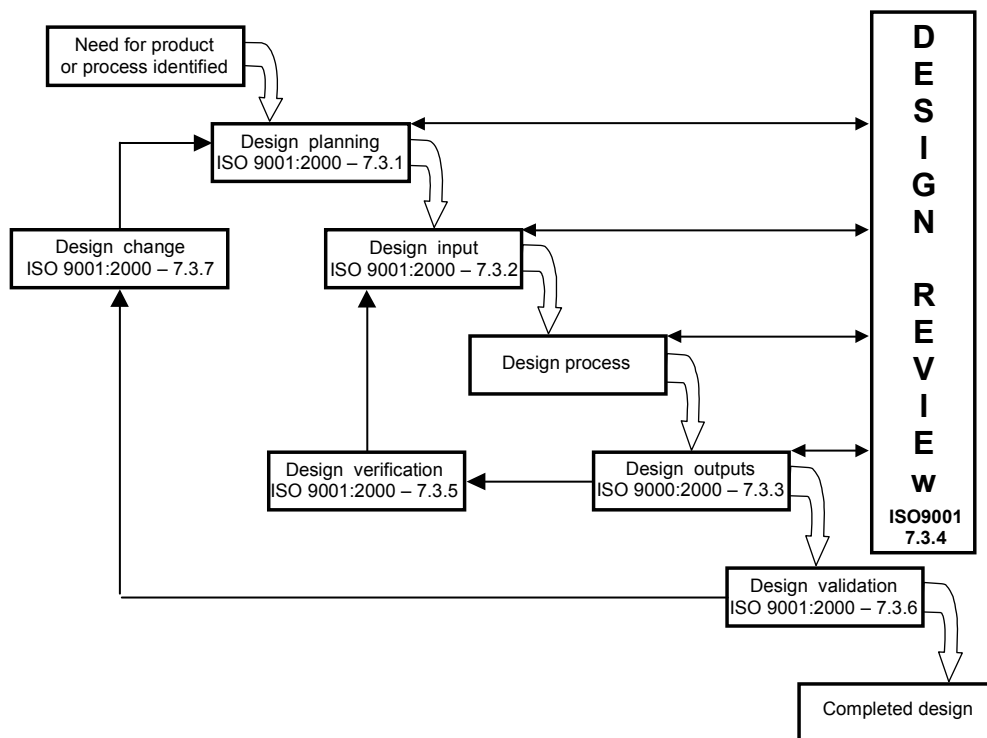 Need for product
or process identified
Design planning
ISO 9001:2000 – 7.3.1
Design change
ISO 9001:2000 – 7.3.7
Design input
ISO 9001:2000 – 7.3.2
Design process
Design verification
ISO 9001:2000 – 7.3.5
Design outputs
ISO 9000:2000 – 7.3.3
Design validation
ISO 9001:2000 – 7.3.6
Completed design
D
E
S
I
G
N
R
E
V
I
E
w
ISO9001
7.3.4